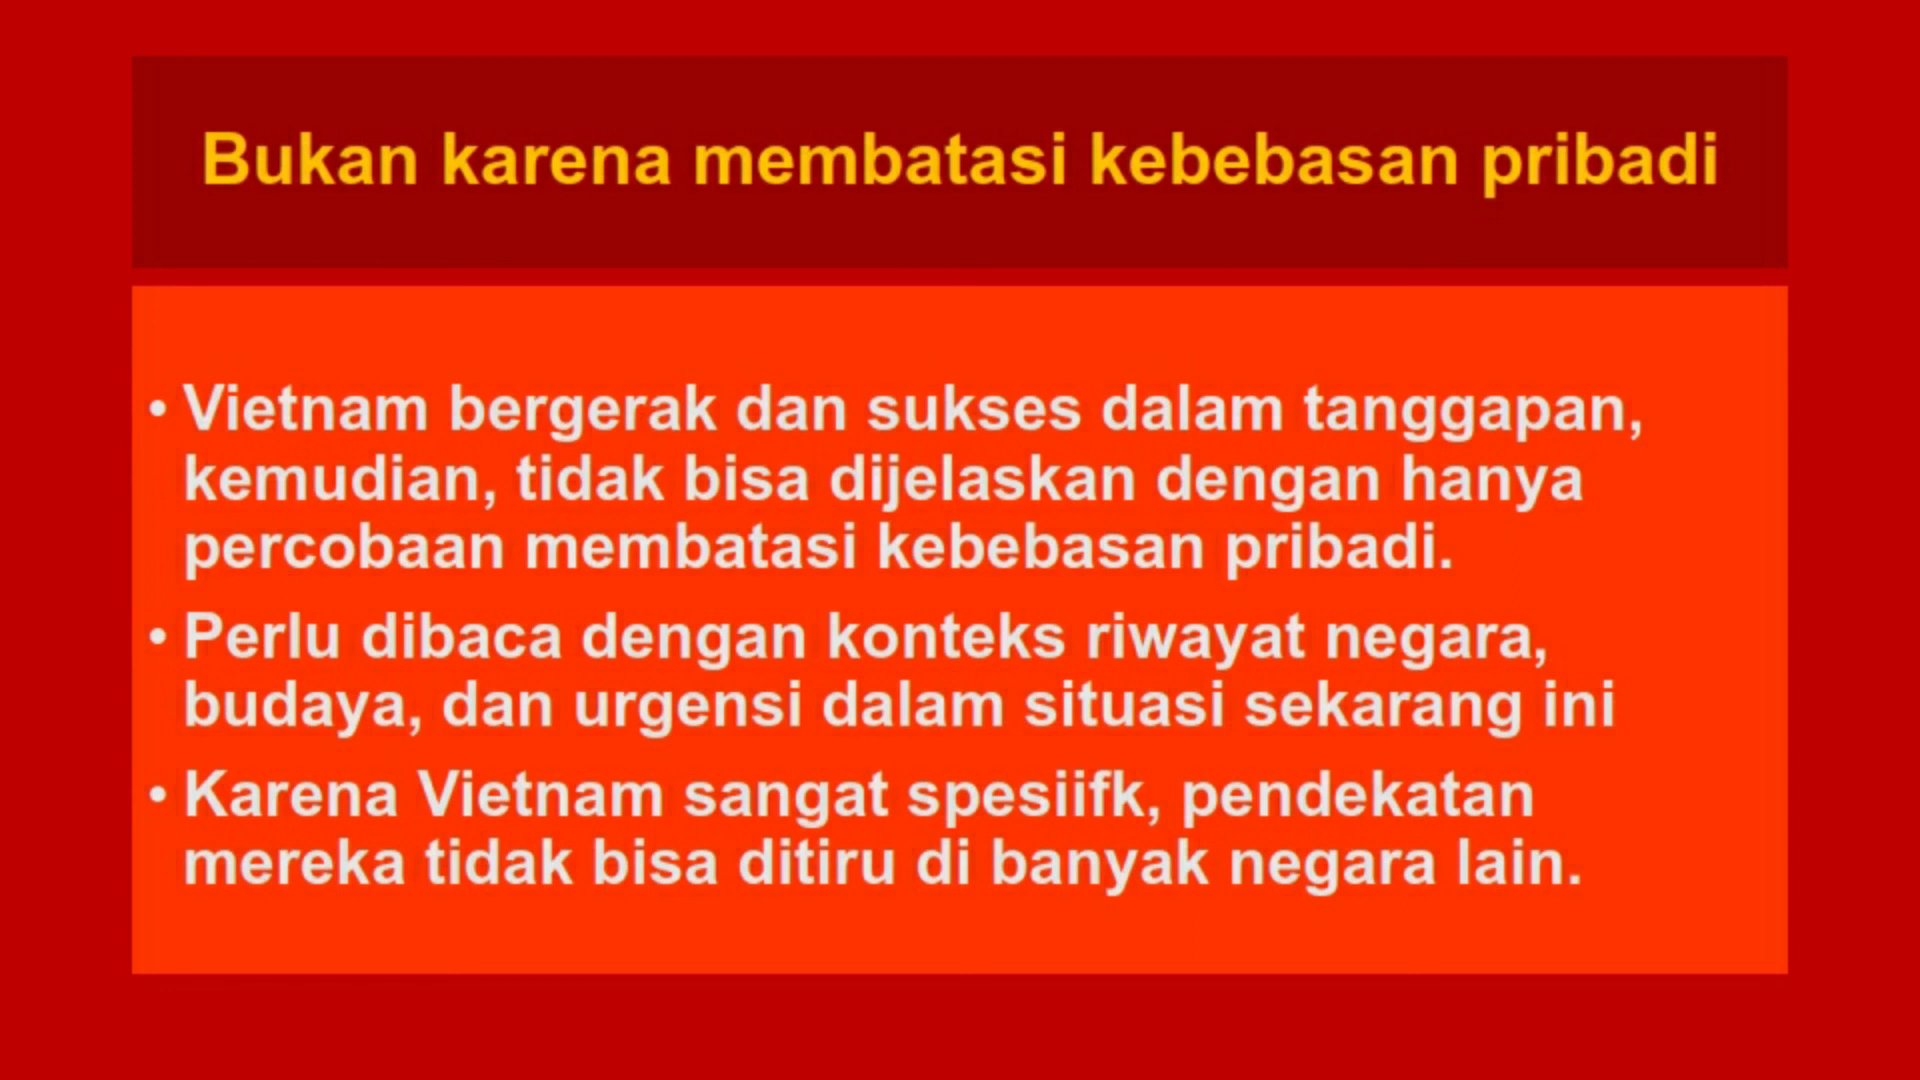 Bukan karena membatasi kebebasan pribadi
• Vietnam bergerak dan sukses dalam tanggapan,
kemudian, tidak bisa dijelaskan dengan hanya
percobaan membatasi kebebasan pribadi.
• Perlu dibaca dengan konteks riwayat negara,
budaya, dan urgensi dalam situasi sekarang ini
• Karena Vietnam sangat spesiifk, pendekatan
mereka tidak bisa ditiru di banyak negara lain.